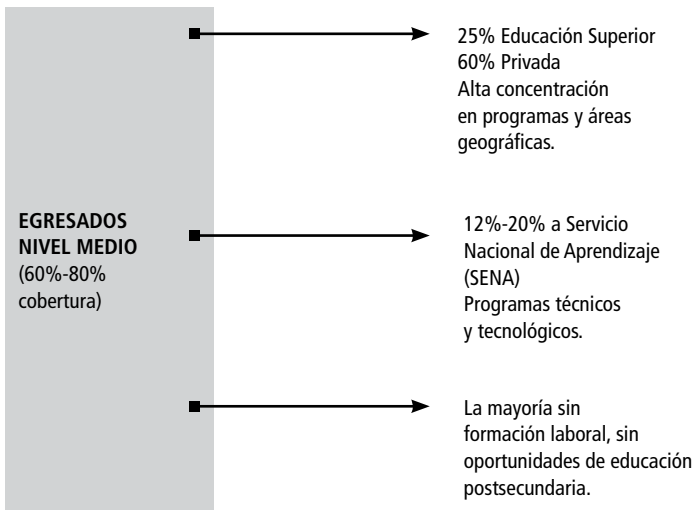 EGRESADOS
NIVEL MEDIO
(60%-80%
cobertura)
25% Educación Superior
60% Privada
Alta concentración
en programas y áreas
geográficas.
12%-20% a Servicio
Nacional de Aprendizaje
(SENA)
Programas técnicos
y tecnológicos.
La mayoría sin
formación laboral, sin
oportunidades de educación
postsecundaria.